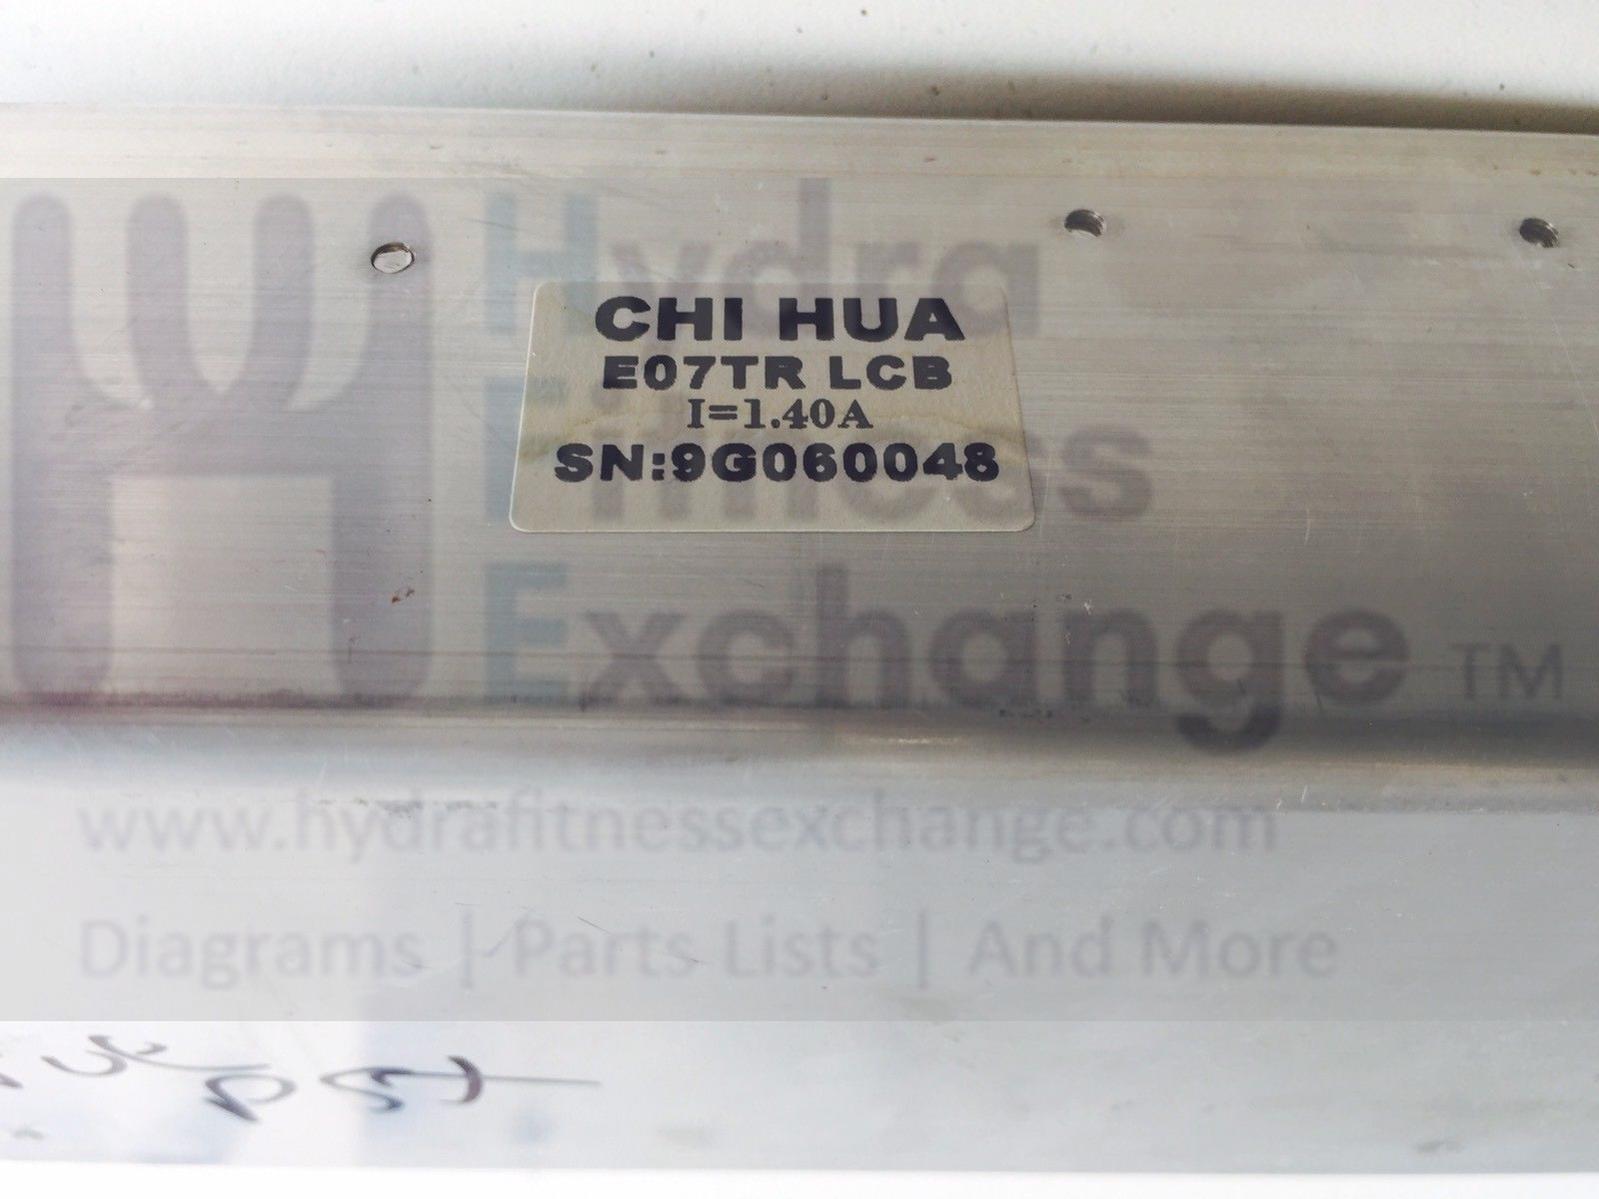 Hydra
CHI HUA
E07TR LCB
I=1.40A
Fitness
SN:9G060048
Exchange TM
www.hydrafitnessexchange.com
Diagrams | Parts Lists | And More